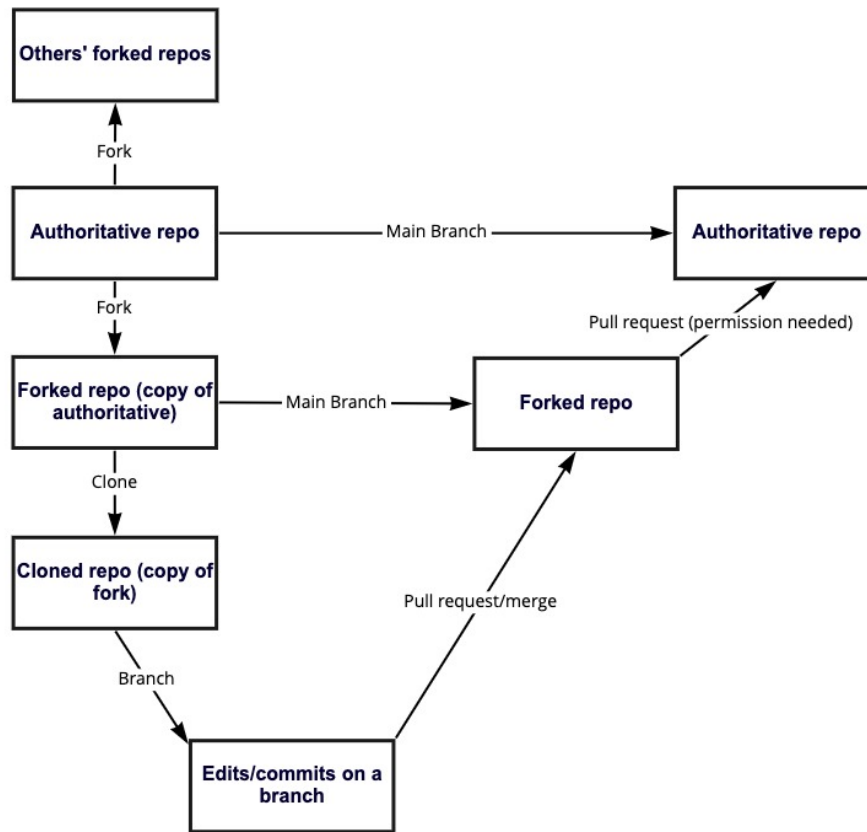 Others' forked repos
Fork
Authoritative repo
Main Branch
Authoritative repo
Fork
Pull request (permission needed)
Forked repo (copy of
authoritative)
Main Branch
Forked repo
Clone
Cloned repo (copy of
fork)
Pull request/merge
Branch
Edits/commits on a
branch